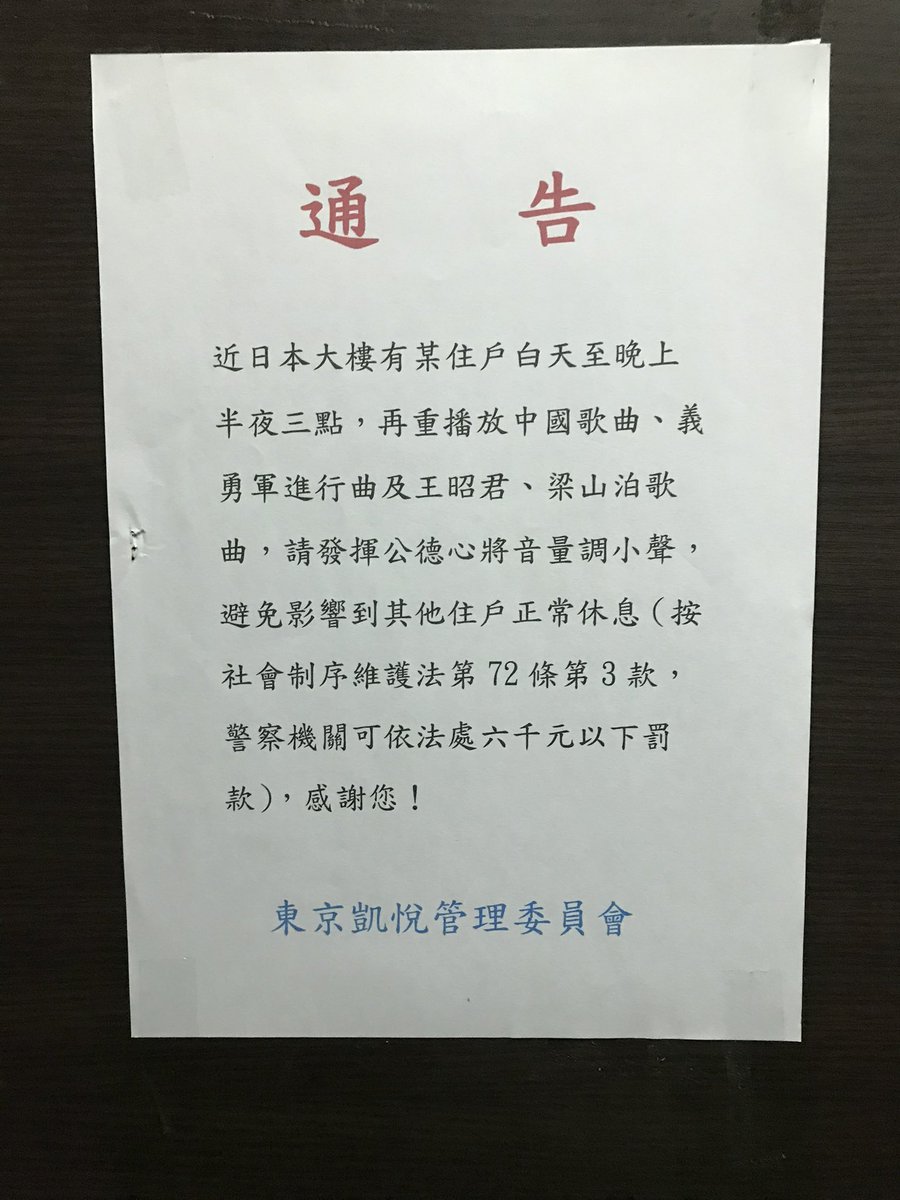 通告
近日本大樓有某住戶白天至晚上
半夜三點，再重播放中國歌曲、義
勇軍進行曲及王昭君、梁山泊歌
曲，請發揮公德心將音量調小聲，
避免影響到其他住戶正常休息（按
社會制序維護法第 72 條第 3 款，
警察機關可依法處六千元以下罰
款），感謝您！
東京凱悅管理委員會